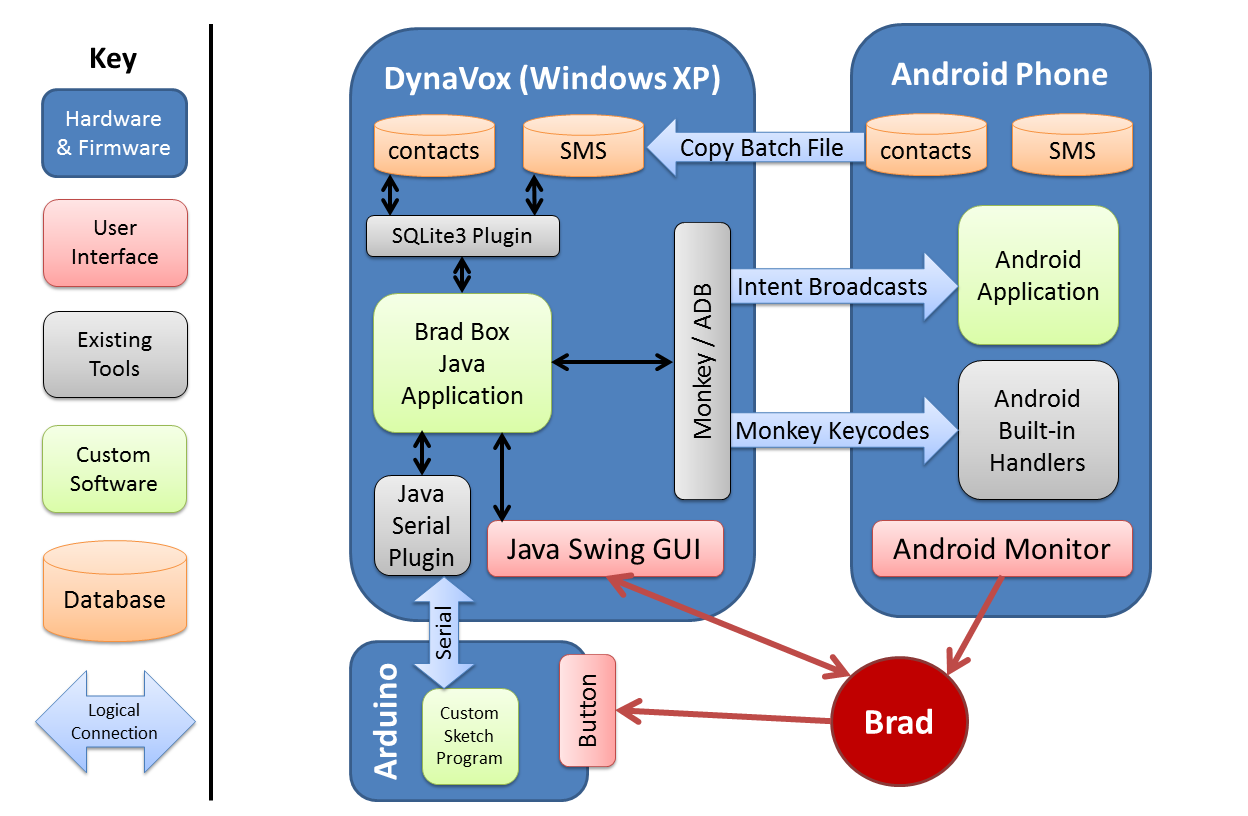 Key
Hardware
& Firmware
User
Interface
Existing
Tools
Custom
Software
Database
Logical
Connection
DynaVox (Windows XP)
contacts
SMS
SQLite3 Plugin
Brad Box
Java
Application
Monkey / ADB
Java
Serial
Plugin
Java Swing GUI
Copy Batch File
Intent Broadcasts
Monkey Keycodes
Android Phone
contacts
SMS
Android
Application
Android
Built-in
Handlers
Android Monitor
Serial
Arduino
Custom
Sketch
Program
Button
Brad